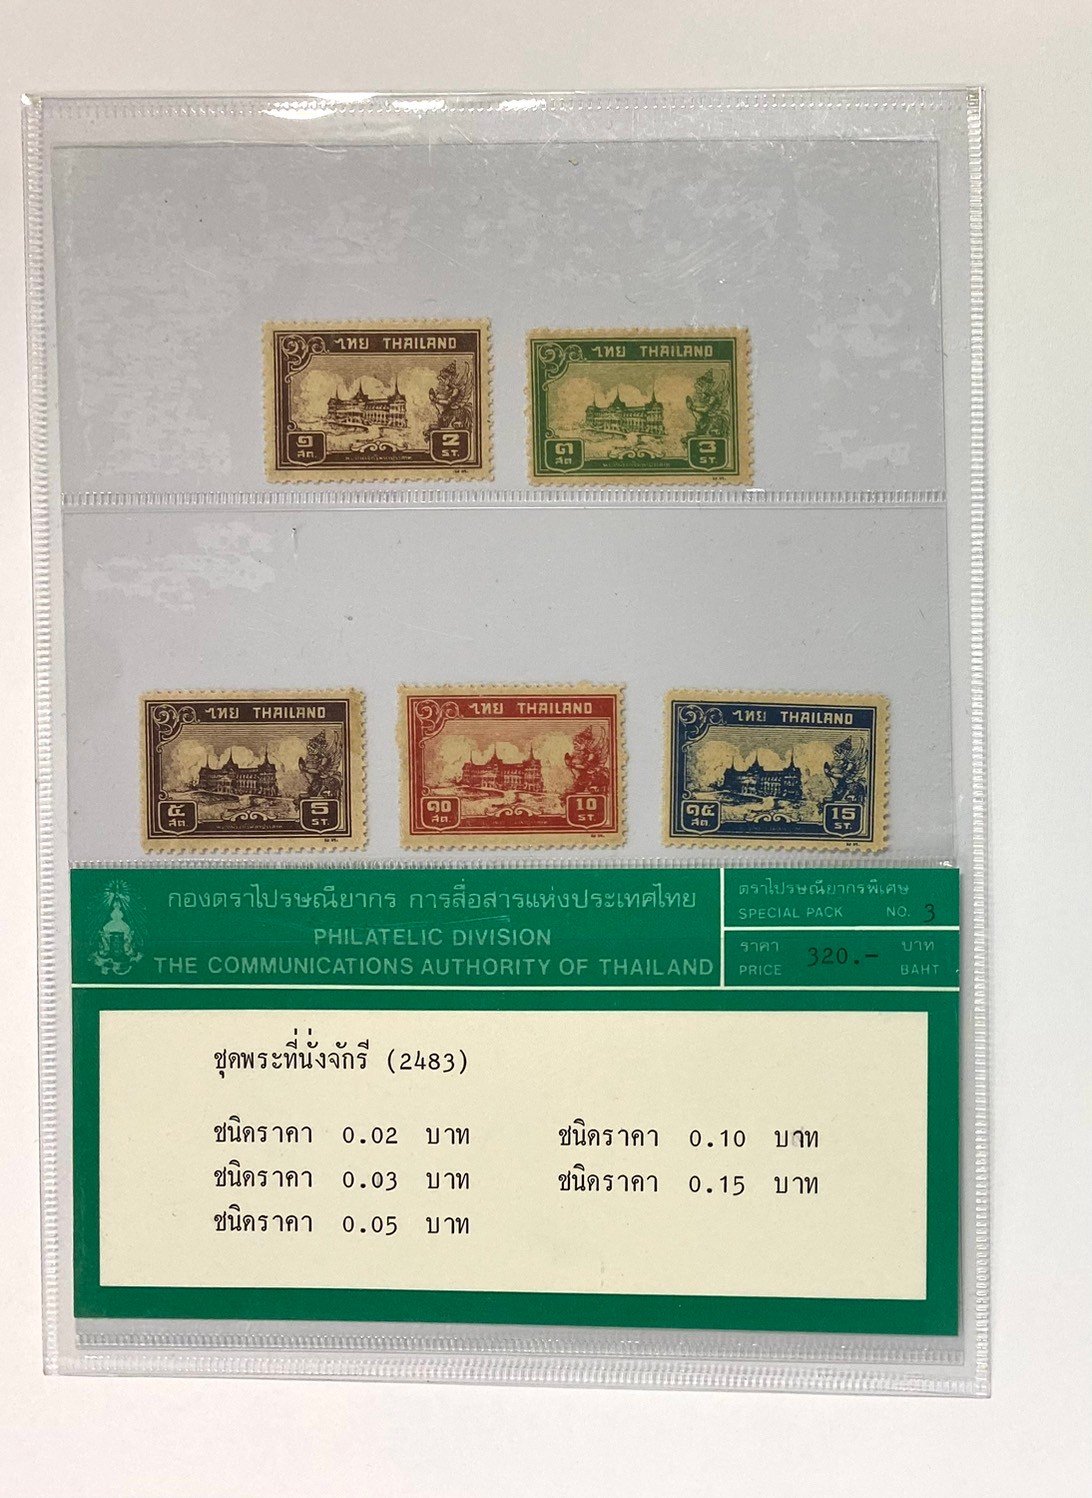 ไทย THAILAND
๒ 2
สต. ST.
ไทย THAILAND
๓ 3
สต. ST.
ไทย THAILAND
๕ 5
สต. ST.
ไทย THAILAND
๑๐ 10
สต. ST.
ไทย THAILAND
๑๕ 15
สต. ST.
กองตราไปรษณียากร การสื่อสารแห่งประเทศไทย
PHILATELIC DIVISION
THE COMMUNICATIONS AUTHORITY OF THAILAND
ตราไปรษณียากรพิเศษ
SPECIAL PACK NO. 3
ราคา 320.- บาท
PRICE BAHT
ชุดพระที่นั่งจักรี (2483)
ชนิดราคา 0.02 บาท ชนิดราคา 0.10 บาท
ชนิดราคา 0.03 บาท ชนิดราคา 0.15 บาท
ชนิดราคา 0.05 บาท